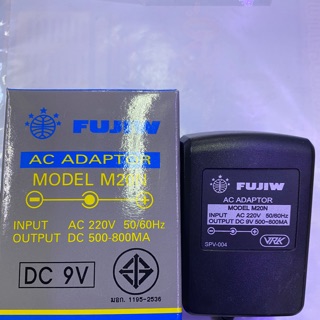 FUJIW
AC ADAPTOR
MODEL M20N
INPUT AC 220V 50/60Hz
OUTPUT DC 500-800MA
DC 9V
มอก. 1195-2536
FUJIW
AC ADAPTOR
MODEL M20N
INPUT AC 220V 50/60Hz
OUTPUT DC 9V 500~800MA
SPV-004
VRK